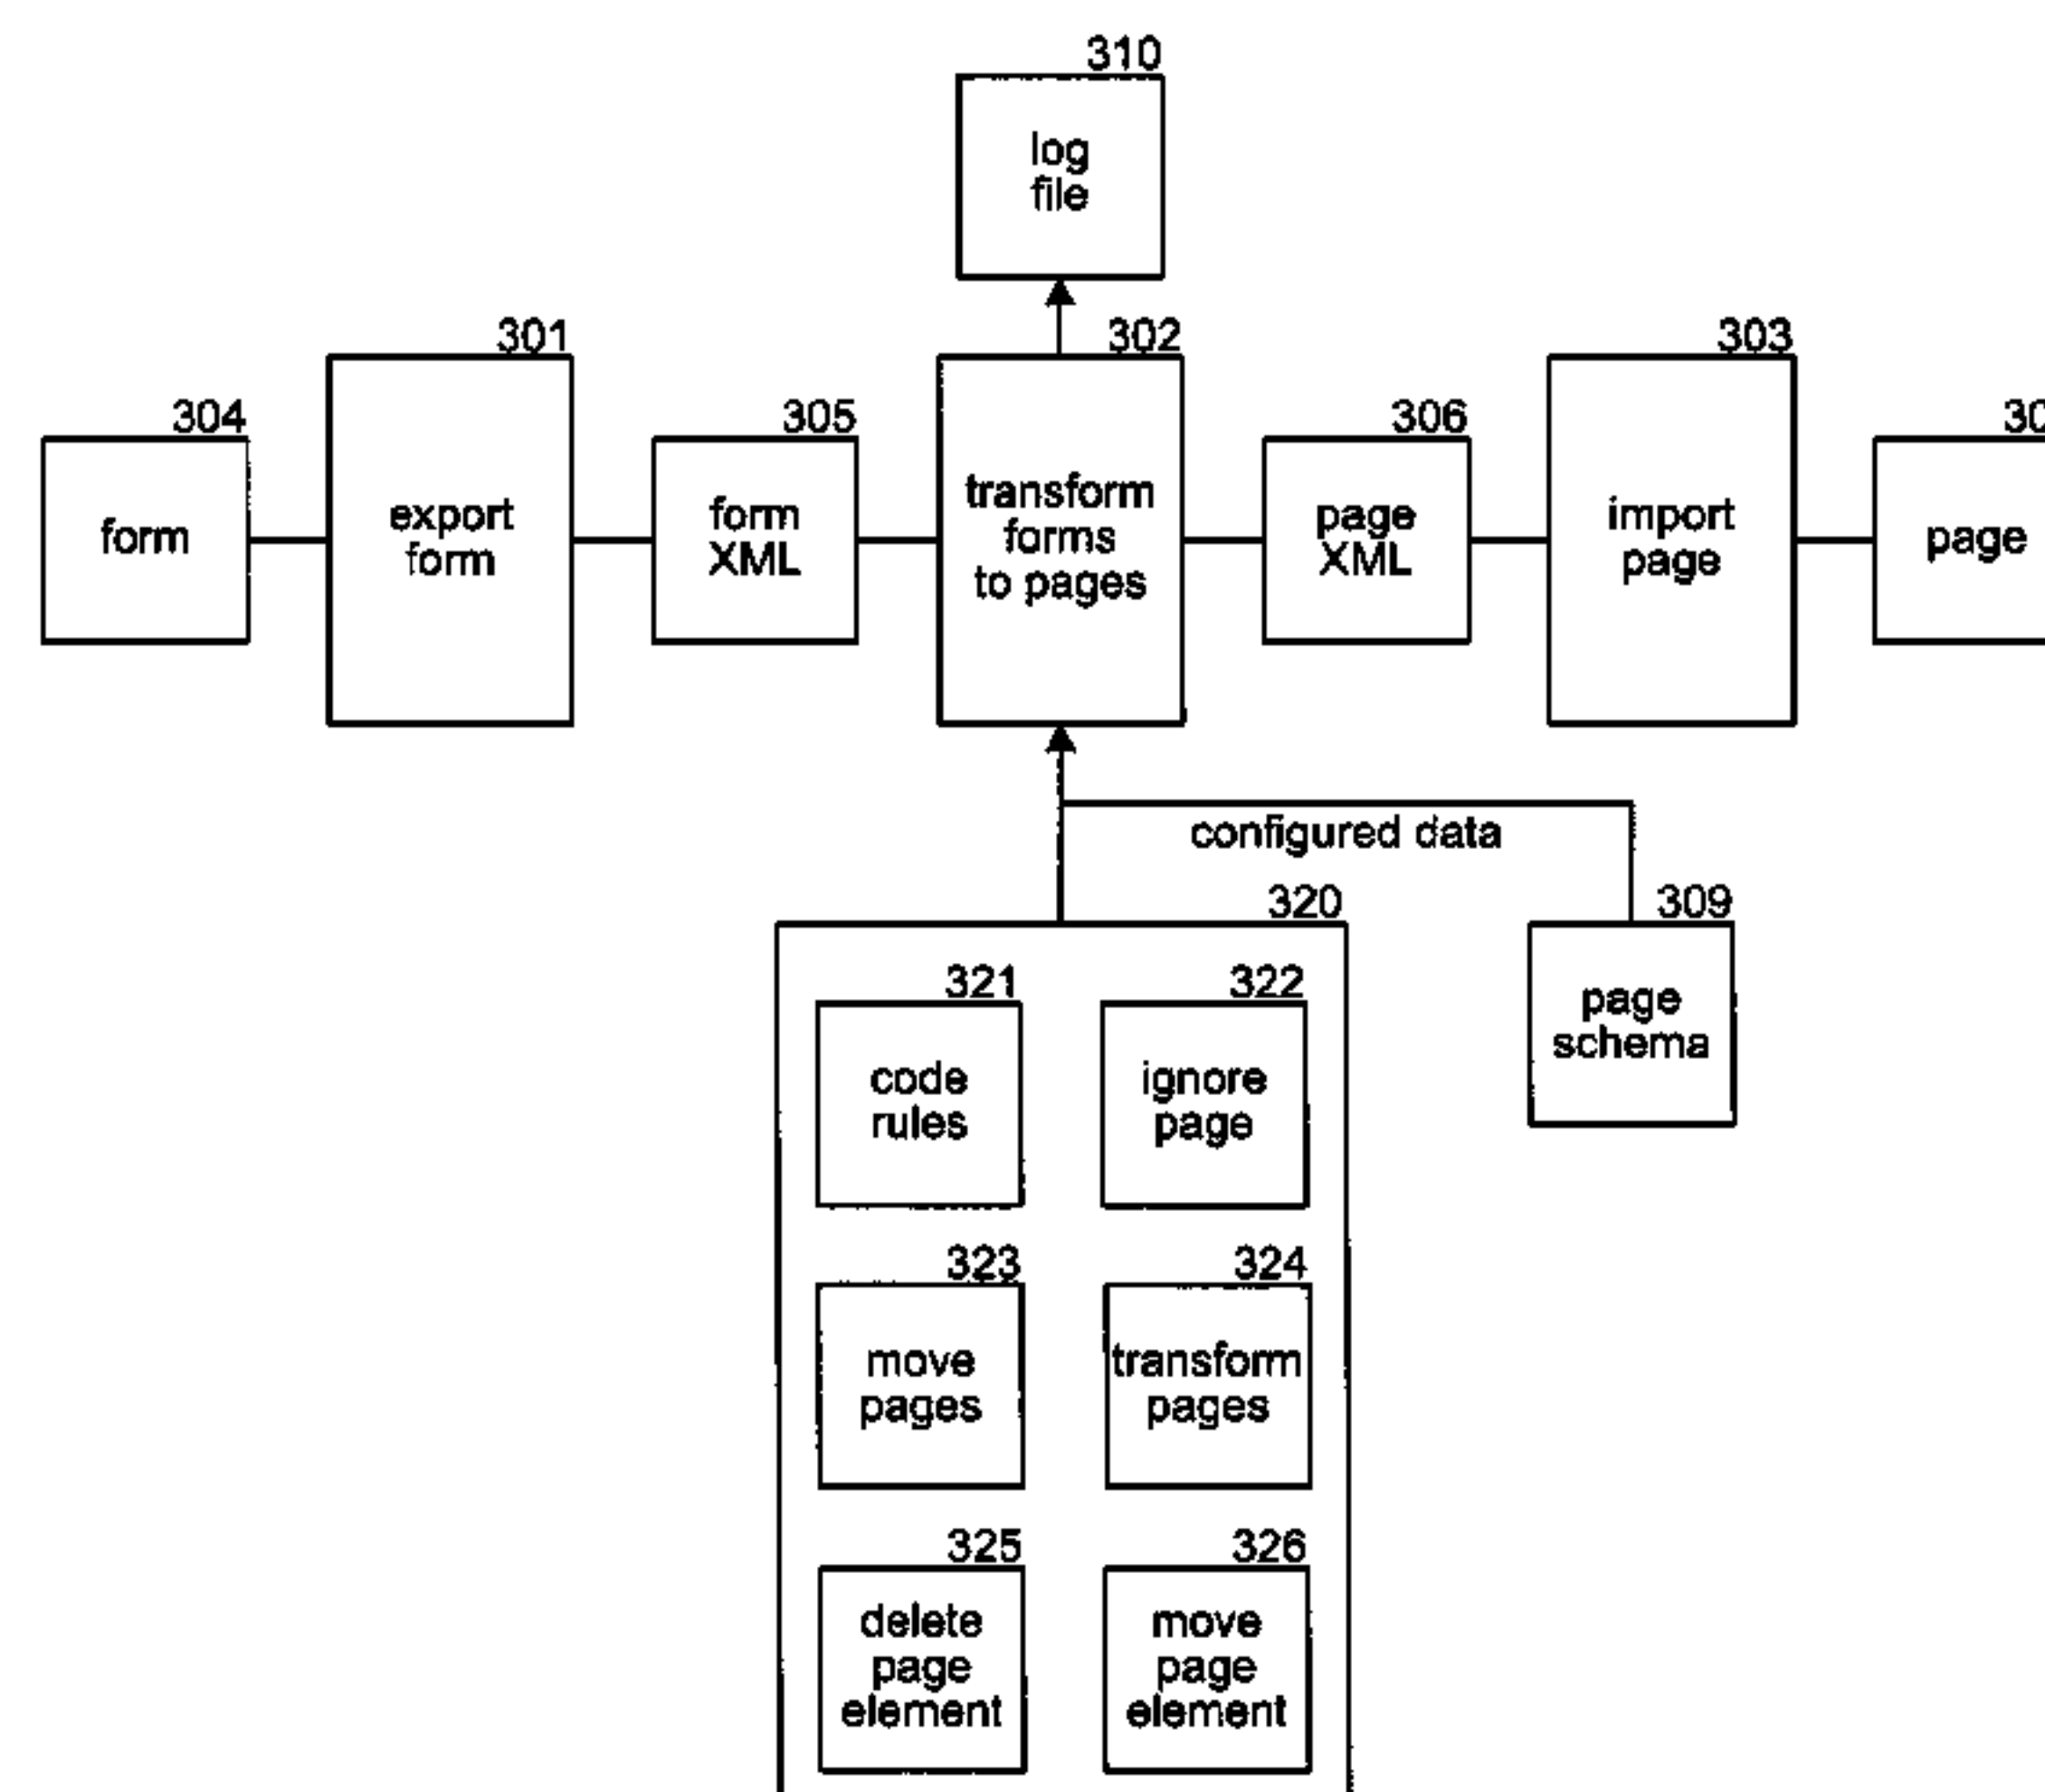 310
log
file
301
302
303
304
305
306
form
export
form
form
XML
transform
forms
to pages
page
XML
import
page
page
configured data
320
309
page
schema
321
322
code
rules
ignore
page
323
324
move
pages
transform
pages
325
326
delete
page
element
move
page
element